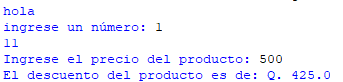 hola
ingrese un número: 1
11
Ingrese el precio del producto: 500
El descuento del producto es de: Q. 425.0